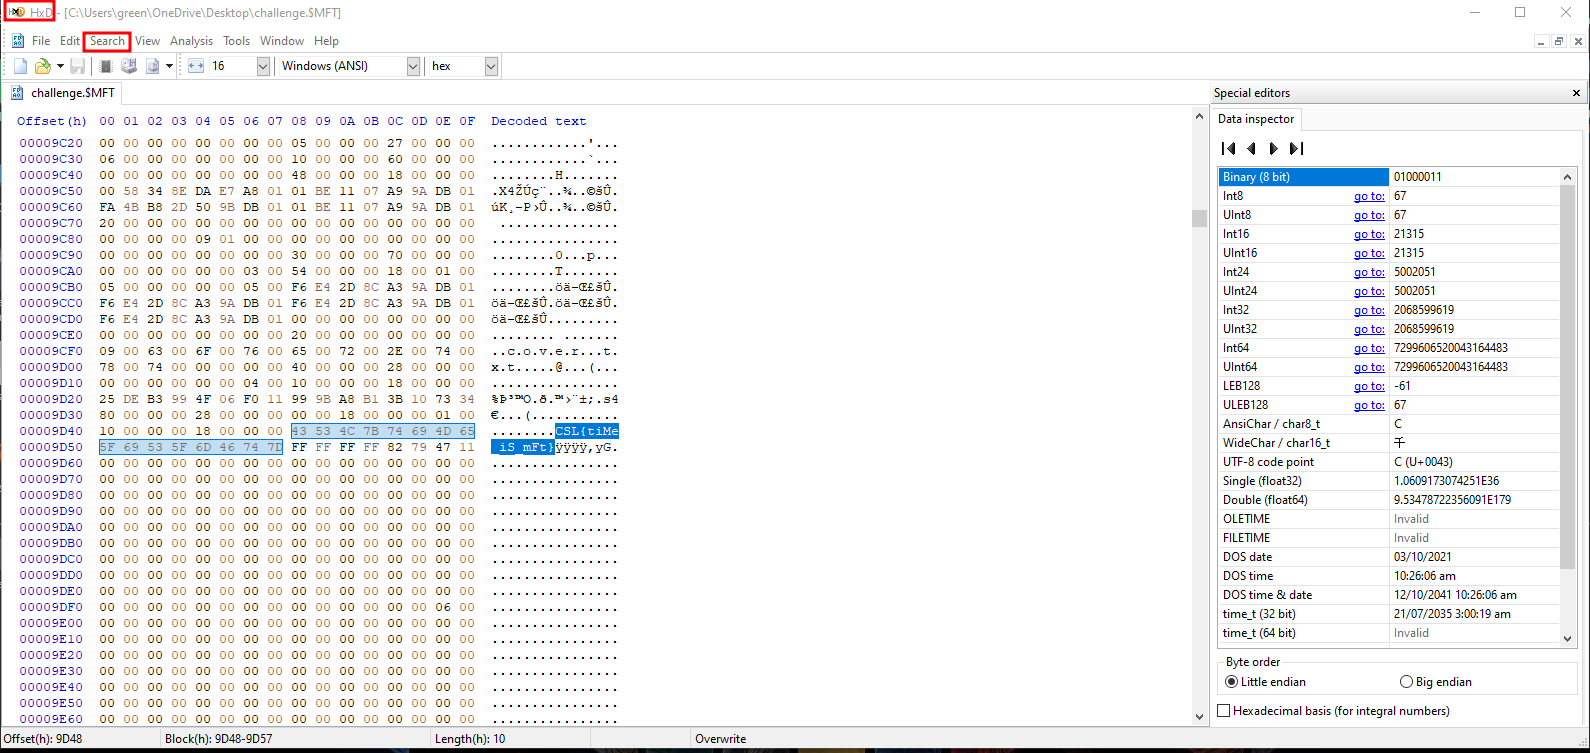 HxD - [C:\Users\green\OneDrive\Desktop\challenge.$MFT]
File Edit Search View Analysis Tools Window Help
16 Windows (ANSI) hex
challenge.$MFT
Offset(h) 00 01 02 03 04 05 06 07 08 09 0A 0B 0C 0D 0E 0F Decoded text
00009C20 00 00 00 00 00 00 00 00 05 00 00 00 27 00 00 00 ............'...
00009C30 06 00 00 00 00 00 00 00 10 00 00 00 60 00 00 00 ............`...
00009C40 00 00 00 00 00 00 00 00 48 00 00 00 18 00 00 00 ........H.......
00009C50 00 58 34 8E DA E7 A8 01 01 BE 11 07 A9 9A DB 01 .X4ŽÚç¨..¾..©šÛ.
00009C60 FA 4B B8 2D 50 9B DB 01 01 BE 11 07 A9 9A DB 01 úK¸-P›Û..¾..©šÛ.
00009C70 20 00 00 00 00 00 00 00 00 00 00 00 00 00 00 00  ...............
00009C80 00 00 00 00 09 01 00 00 00 00 00 00 00 00 00 00 ................
00009C90 00 00 00 00 00 00 00 00 30 00 00 00 70 00 00 00 ........0...p...
00009CA0 00 00 00 00 00 00 03 00 54 00 00 00 18 00 01 00 ........T.......
00009CB0 05 00 00 00 00 00 05 00 F6 E4 2D 8C A3 9A DB 01 ........öä-Œ£šÛ.
00009CC0 F6 E4 2D 8C A3 9A DB 01 F6 E4 2D 8C A3 9A DB 01 öä-Œ£šÛ.öä-Œ£šÛ.
00009CD0 F6 E4 2D 8C A3 9A DB 01 00 00 00 00 00 00 00 00 öä-Œ£šÛ.........
00009CE0 00 00 00 00 00 00 00 00 20 00 00 00 00 00 00 00 ........ .......
00009CF0 09 00 63 00 6F 00 76 00 65 00 72 00 2E 00 74 00 ..c.o.v.e.r...t.
00009D00 78 00 74 00 00 00 00 00 40 00 00 00 28 00 00 00 x.t.....@...(...
00009D10 00 00 00 00 00 00 04 00 10 00 00 00 18 00 00 00 ................
00009D20 25 DE B3 99 4F 06 F0 11 99 9B A8 B1 3B 10 73 34 %Þ³™O.ð.™›¨±;.s4
00009D30 80 00 00 00 28 00 00 00 00 00 18 00 00 00 01 00 €...(...........
00009D40 10 00 00 00 18 00 00 00 43 53 4C 7B 74 69 4D 65 ........CSL{tiMe
00009D50 5F 69 53 5F 6D 46 74 7D FF FF FF FF 82 79 47 11 _iS_mFt}ÿÿÿÿ‚yG.
00009D60 00 00 00 00 00 00 00 00 00 00 00 00 00 00 00 00 ................
00009D70 00 00 00 00 00 00 00 00 00 00 00 00 00 00 00 00 ................
00009D80 00 00 00 00 00 00 00 00 00 00 00 00 00 00 00 00 ................
00009D90 00 00 00 00 00 00 00 00 00 00 00 00 00 00 00 00 ................
00009DA0 00 00 00 00 00 00 00 00 00 00 00 00 00 00 00 00 ................
00009DB0 00 00 00 00 00 00 00 00 00 00 00 00 00 00 00 00 ................
00009DC0 00 00 00 00 00 00 00 00 00 00 00 00 00 00 00 00 ................
00009DD0 00 00 00 00 00 00 00 00 00 00 00 00 00 00 00 00 ................
00009DE0 00 00 00 00 00 00 00 00 00 00 00 00 00 00 00 00 ................
00009DF0 00 00 00 00 00 00 00 00 00 00 00 00 00 00 06 00 ................
00009E00 00 00 00 00 00 00 00 00 00 00 00 00 00 00 00 00 ................
00009E10 00 00 00 00 00 00 00 00 00 00 00 00 00 00 00 00 ................
00009E20 00 00 00 00 00 00 00 00 00 00 00 00 00 00 00 00 ................
00009E30 00 00 00 00 00 00 00 00 00 00 00 00 00 00 00 00 ................
00009E40 00 00 00 00 00 00 00 00 00 00 00 00 00 00 00 00 ................
00009E50 00 00 00 00 00 00 00 00 00 00 00 00 00 00 00 00 ................
00009E60 00 00 00 00 00 00 00 00 00 00 00 00 00 00 00 00 ................
Special editors
Data inspector
Binary (8 bit) 01000011
Int8 go to: 67
UInt8 go to: 67
Int16 go to: 21315
UInt16 go to: 21315
Int24 go to: 5002051
UInt24 go to: 5002051
Int32 go to: 2068599619
UInt32 go to: 2068599619
Int64 go to: 7299606520043164483
UInt64 go to: 7299606520043164483
LEB128 go to: -61
ULEB128 go to: 67
AnsiChar / char8_t C
WideChar / char16_t 千
UTF-8 code point C (U+0043)
Single (float32) 1.0609173074251E36
Double (float64) 9.53478722356091E179
OLETIME Invalid
FILETIME Invalid
DOS date 03/10/2021
DOS time 10:26:06 am
DOS time & date 12/10/2041 10:26:06 am
time_t (32 bit) 21/07/2035 3:00:19 am
time_t (64 bit) Invalid
Byte order
Little endian Big endian
Hexadecimal basis (for integral numbers)
Offset(h): 9D48 Block(h): 9D48-9D57 Length(h): 10 Overwrite